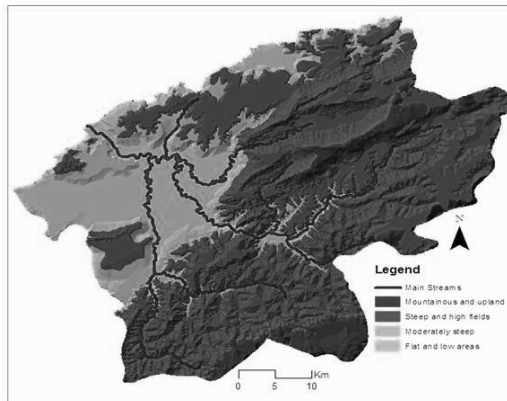 N
Legend
Main Streams
Mountainous and upland
Steep and high fields
Moderately steep
Flat and low areas
Km
0 5 10